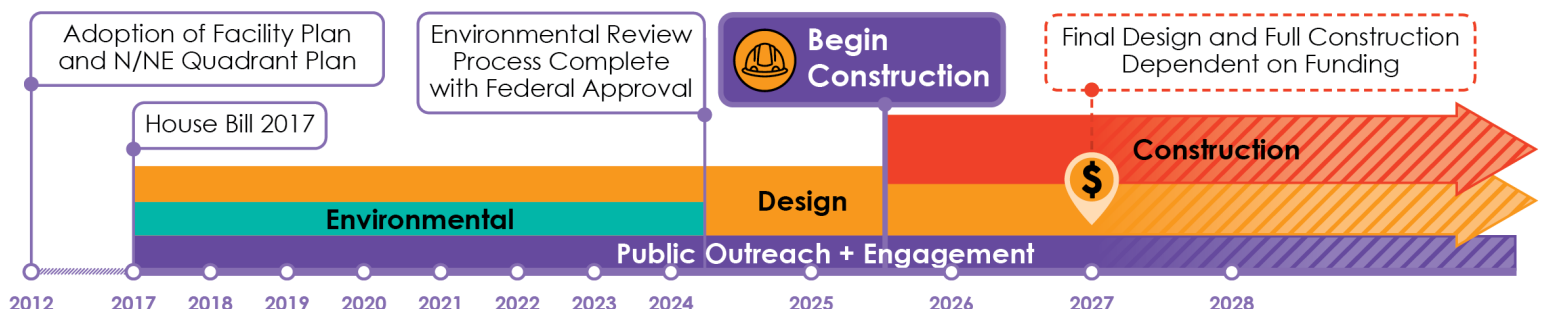 Adoption of Facility Plan
and N/NE Quadrant Plan
House Bill 2017
Environmental Review
Process Complete
with Federal Approval
Begin
Construction
Final Design and Full Construction
Dependent on Funding
Construction
$
Design
Environmental
Public Outreach + Engagement
2012 2017 2018 2019 2020 2021 2022 2023 2024 2025 2026 2027 2028